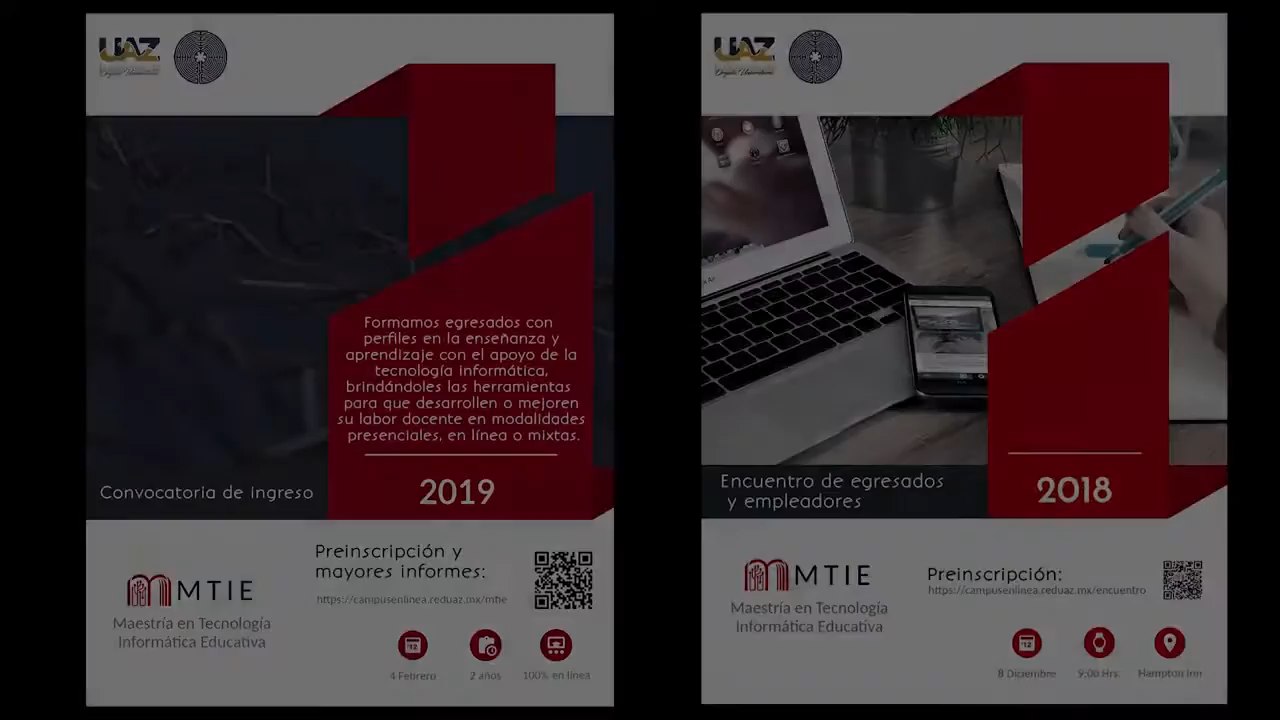 UAZ
Orgullo Universitario
Formamos egresados con
perfiles en la enseñanza y
aprendizaje con el apoyo de la
tecnología informática,
brindándoles las herramientas
para que desarrollen o mejoren
su labor docente en modalidades
presenciales, en línea o mixtas.
Convocatoria de ingreso
2019
Preinscripción y
mayores informes:
https://campusenlinea.reduaz.mx/mtie
MTIE
Maestría en Tecnología
Informática Educativa
4 Febrero
2 años
100% en línea
UAZ
Orgullo Universitario
Encuentro de egresados
y empleadores
2018
Preinscripción:
https://campusenlinea.reduaz.mx/encuentro
MTIE
Maestría en Tecnología
Informática Educativa
8 Diciembre
9:00 Hrs.
Hampton Inn